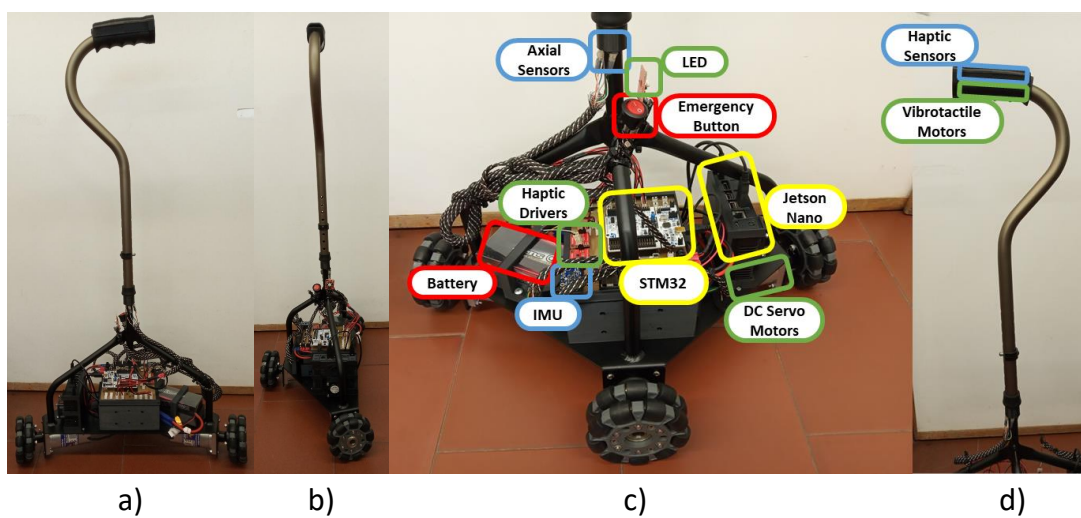 Axial
Sensors
LED
Emergency
Button
Haptic
Drivers
Jetson
Nano
Battery
STM32
IMU
DC Servo
Motors
Haptic
Sensors
Vibrotactile
Motors
a)
b)
c)
d)